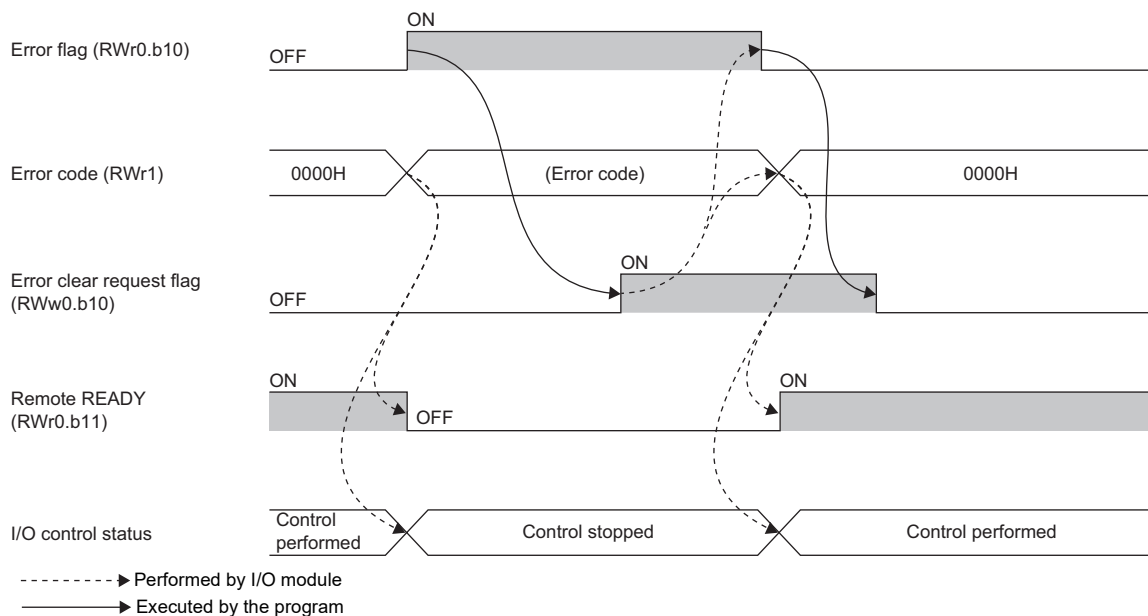 ON
Error flag (RWr0.b10)
OFF
Error code (RWr1)
0000H
(Error code)
0000H
Error clear request flag
(RWw0.b10)
ON
OFF
Remote READY
(RWr0.b11)
ON
OFF
ON
I/O control status
Control
performed
Control stopped
Control performed
Performed by I/O module
Executed by the program